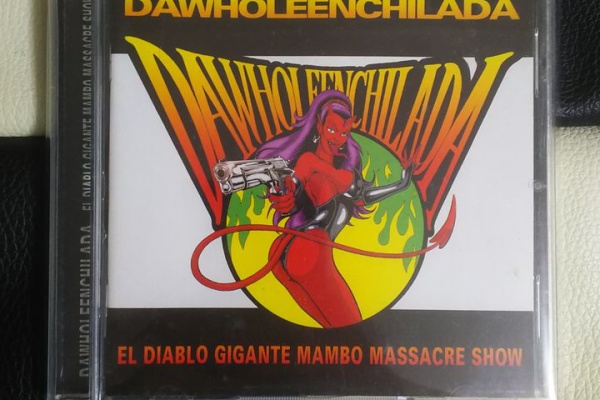 DAWHOLEENCHILADA
DAWHOLEENCHILADA
EL DIABLO GIGANTE MAMBO MASSACRE SHOW
DAWHOLEENCHILADA EL DIABLO GIGANTE MAMBO MASSACRE SHOW